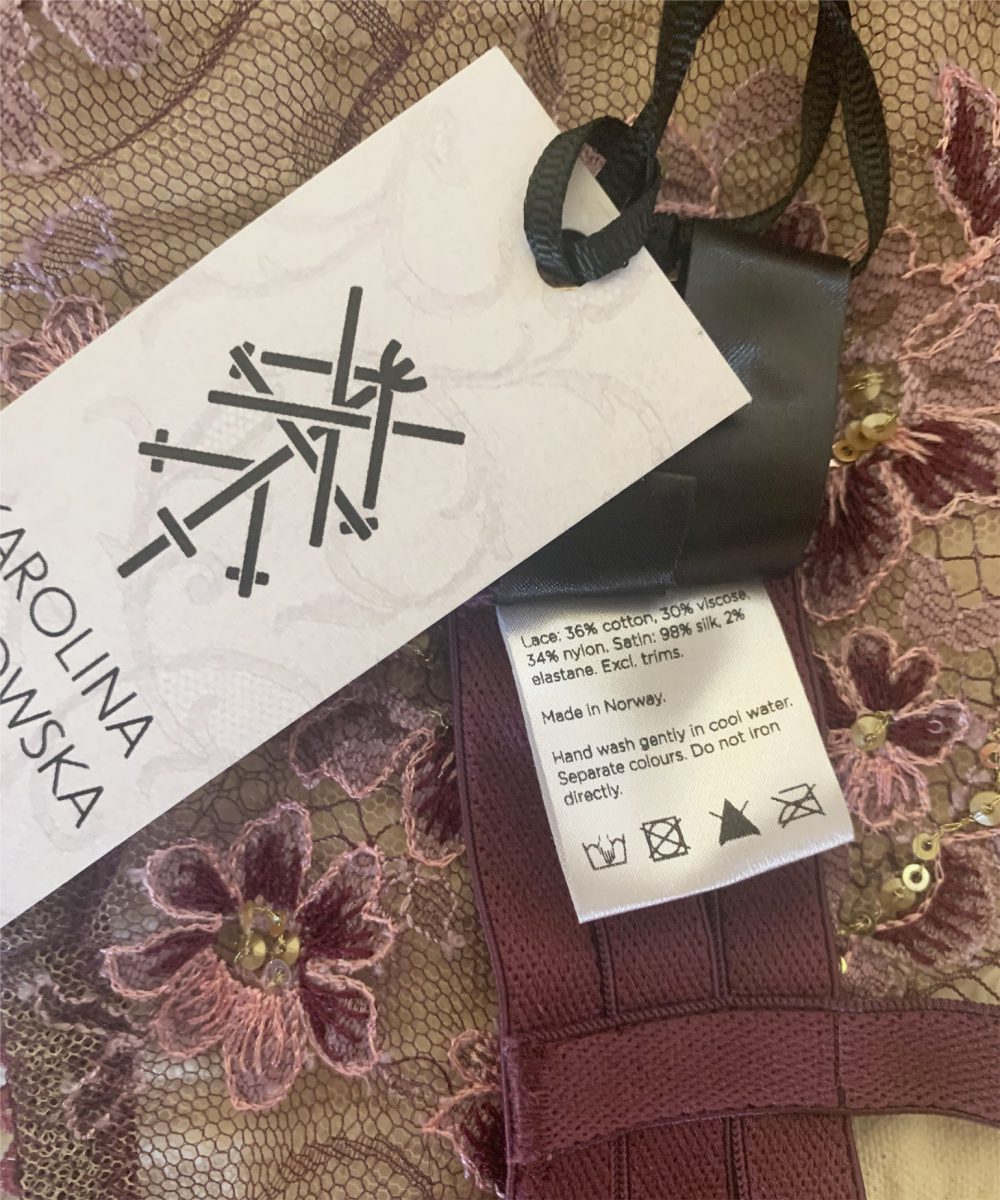 KAROLINA
OWSKA
Lace: 36% cotton, 30% viscose,
34% nylon. Satin: 98% silk, 2%
elastane. Excl. trims.
Made in Norway.
Hand wash gently in cool water.
Separate colours. Do not iron
directly.